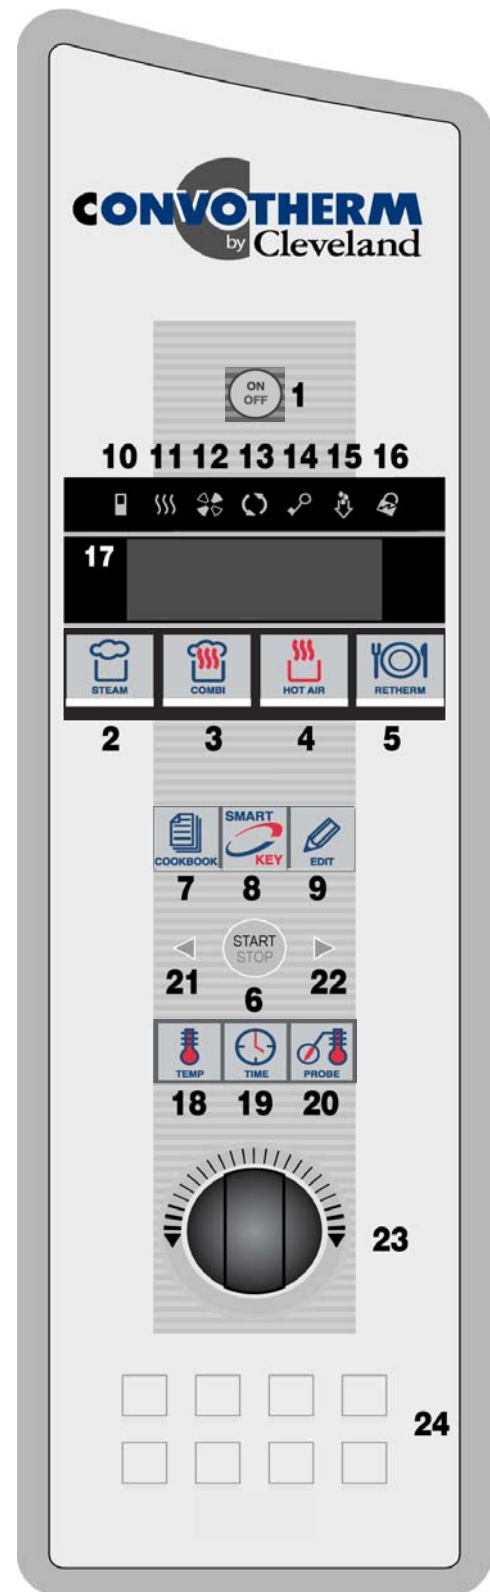 CONVOTHERM
by Cleveland
ON
OFF
1
10 11 12 13 14 15 16
17
STEAM COMBI HOT AIR RETHERM
2 3 4 5
COOKBOOK SMART KEY EDIT
7 8 9
START
STOP
21 6 22
TEMP TIME PROBE
18 19 20
23
24